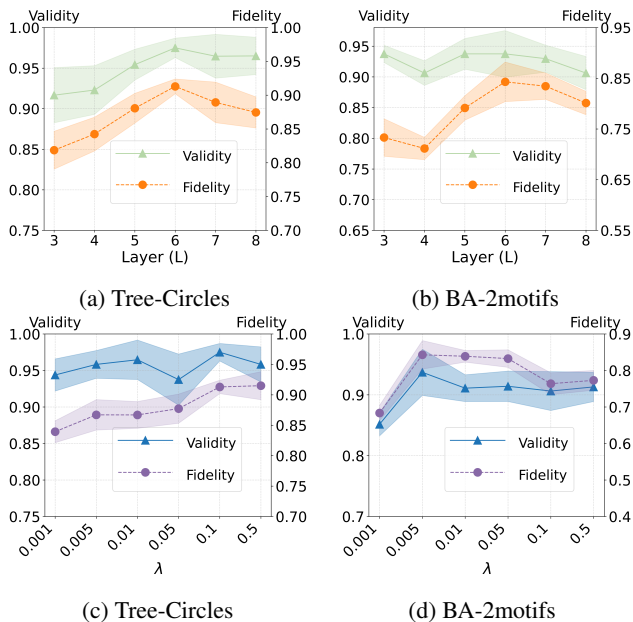 Validity Fidelity Validity Fidelity
1.00 1.00 0.95
0.95 0.95 0.95
0.90 0.90 0.90 0.85
0.90 0.85
0.85 0.85 0.80 0.75
0.80
Validity Validity
0.80 0.75 0.75
Fidelity Fidelity
0.70 0.65
0.75 0.70 0.65 0.55
3 4 5 6 7 8 3 4 5 6 7 8
Layer (L) Layer (L)
(a) Tree-Circles (b) BA-2motifs
Validity Fidelity Validity Fidelity
1.00 1.00 1.0 0.9
0.95 0.95 0.8
0.90 0.90 0.9
0.85 0.7
0.85 0.80 0.8 0.6
Validity Validity
0.80 0.75 0.5
Fidelity Fidelity
0.75 0.70 0.7 0.4
0.001 0.005 0.01 0.05 0.1 0.5 0.001 0.005 0.01 0.05 0.1 0.5
λ λ
(c) Tree-Circles (d) BA-2motifs